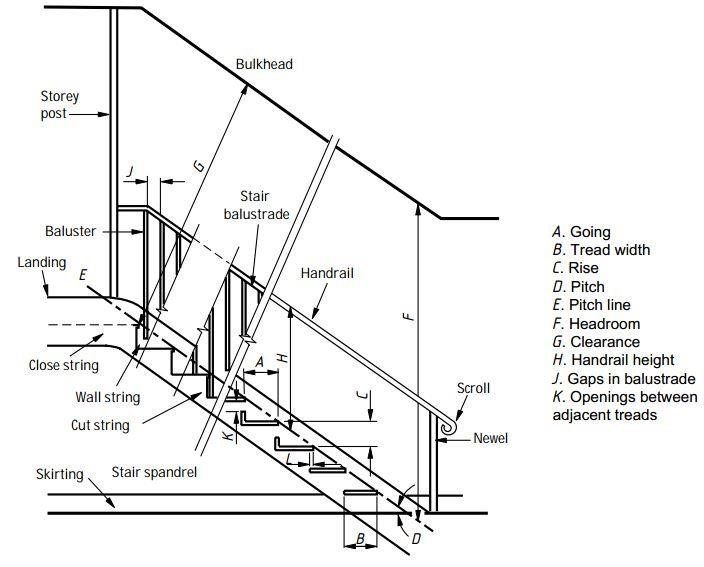 Bulkhead
Storey
post
J
G
Stair
balustrade
Baluster
Landing
E
Handrail
F
Close string
A
H
Wall string
C
Scroll
Cut string
K
Newel
L
Skirting
Stair spandrel
B
D
A. Going
B. Tread width
C. Rise
D. Pitch
E. Pitch line
F. Headroom
G. Clearance
H. Handrail height
J. Gaps in balustrade
K. Openings between
adjacent treads